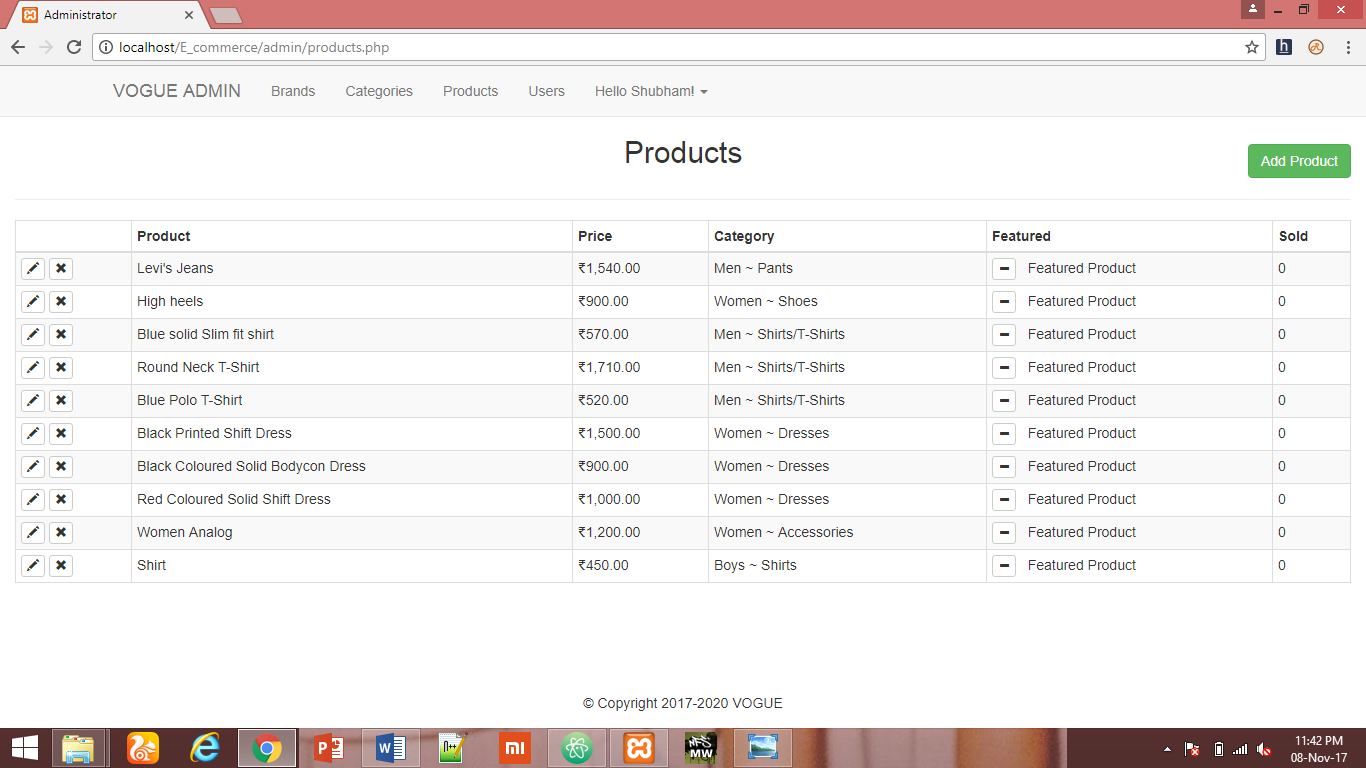 Administrator
localhost/E_commerce/admin/products.php
VOGUE ADMIN Brands Categories Products Users Hello Shubham!
Products
Add Product
Product Price Category Featured Sold
Levi's Jeans ₹1,540.00 Men ~ Pants Featured Product 0
High heels ₹900.00 Women ~ Shoes Featured Product 0
Blue solid Slim fit shirt ₹570.00 Men ~ Shirts/T-Shirts Featured Product 0
Round Neck T-Shirt ₹1,710.00 Men ~ Shirts/T-Shirts Featured Product 0
Blue Polo T-Shirt ₹520.00 Men ~ Shirts/T-Shirts Featured Product 0
Black Printed Shift Dress ₹1,500.00 Women ~ Dresses Featured Product 0
Black Coloured Solid Bodycon Dress ₹900.00 Women ~ Dresses Featured Product 0
Red Coloured Solid Shift Dress ₹1,000.00 Women ~ Dresses Featured Product 0
Women Analog ₹1,200.00 Women ~ Accessories Featured Product 0
Shirt ₹450.00 Boys ~ Shirts Featured Product 0
© Copyright 2017-2020 VOGUE
11:42 PM
08-Nov-17